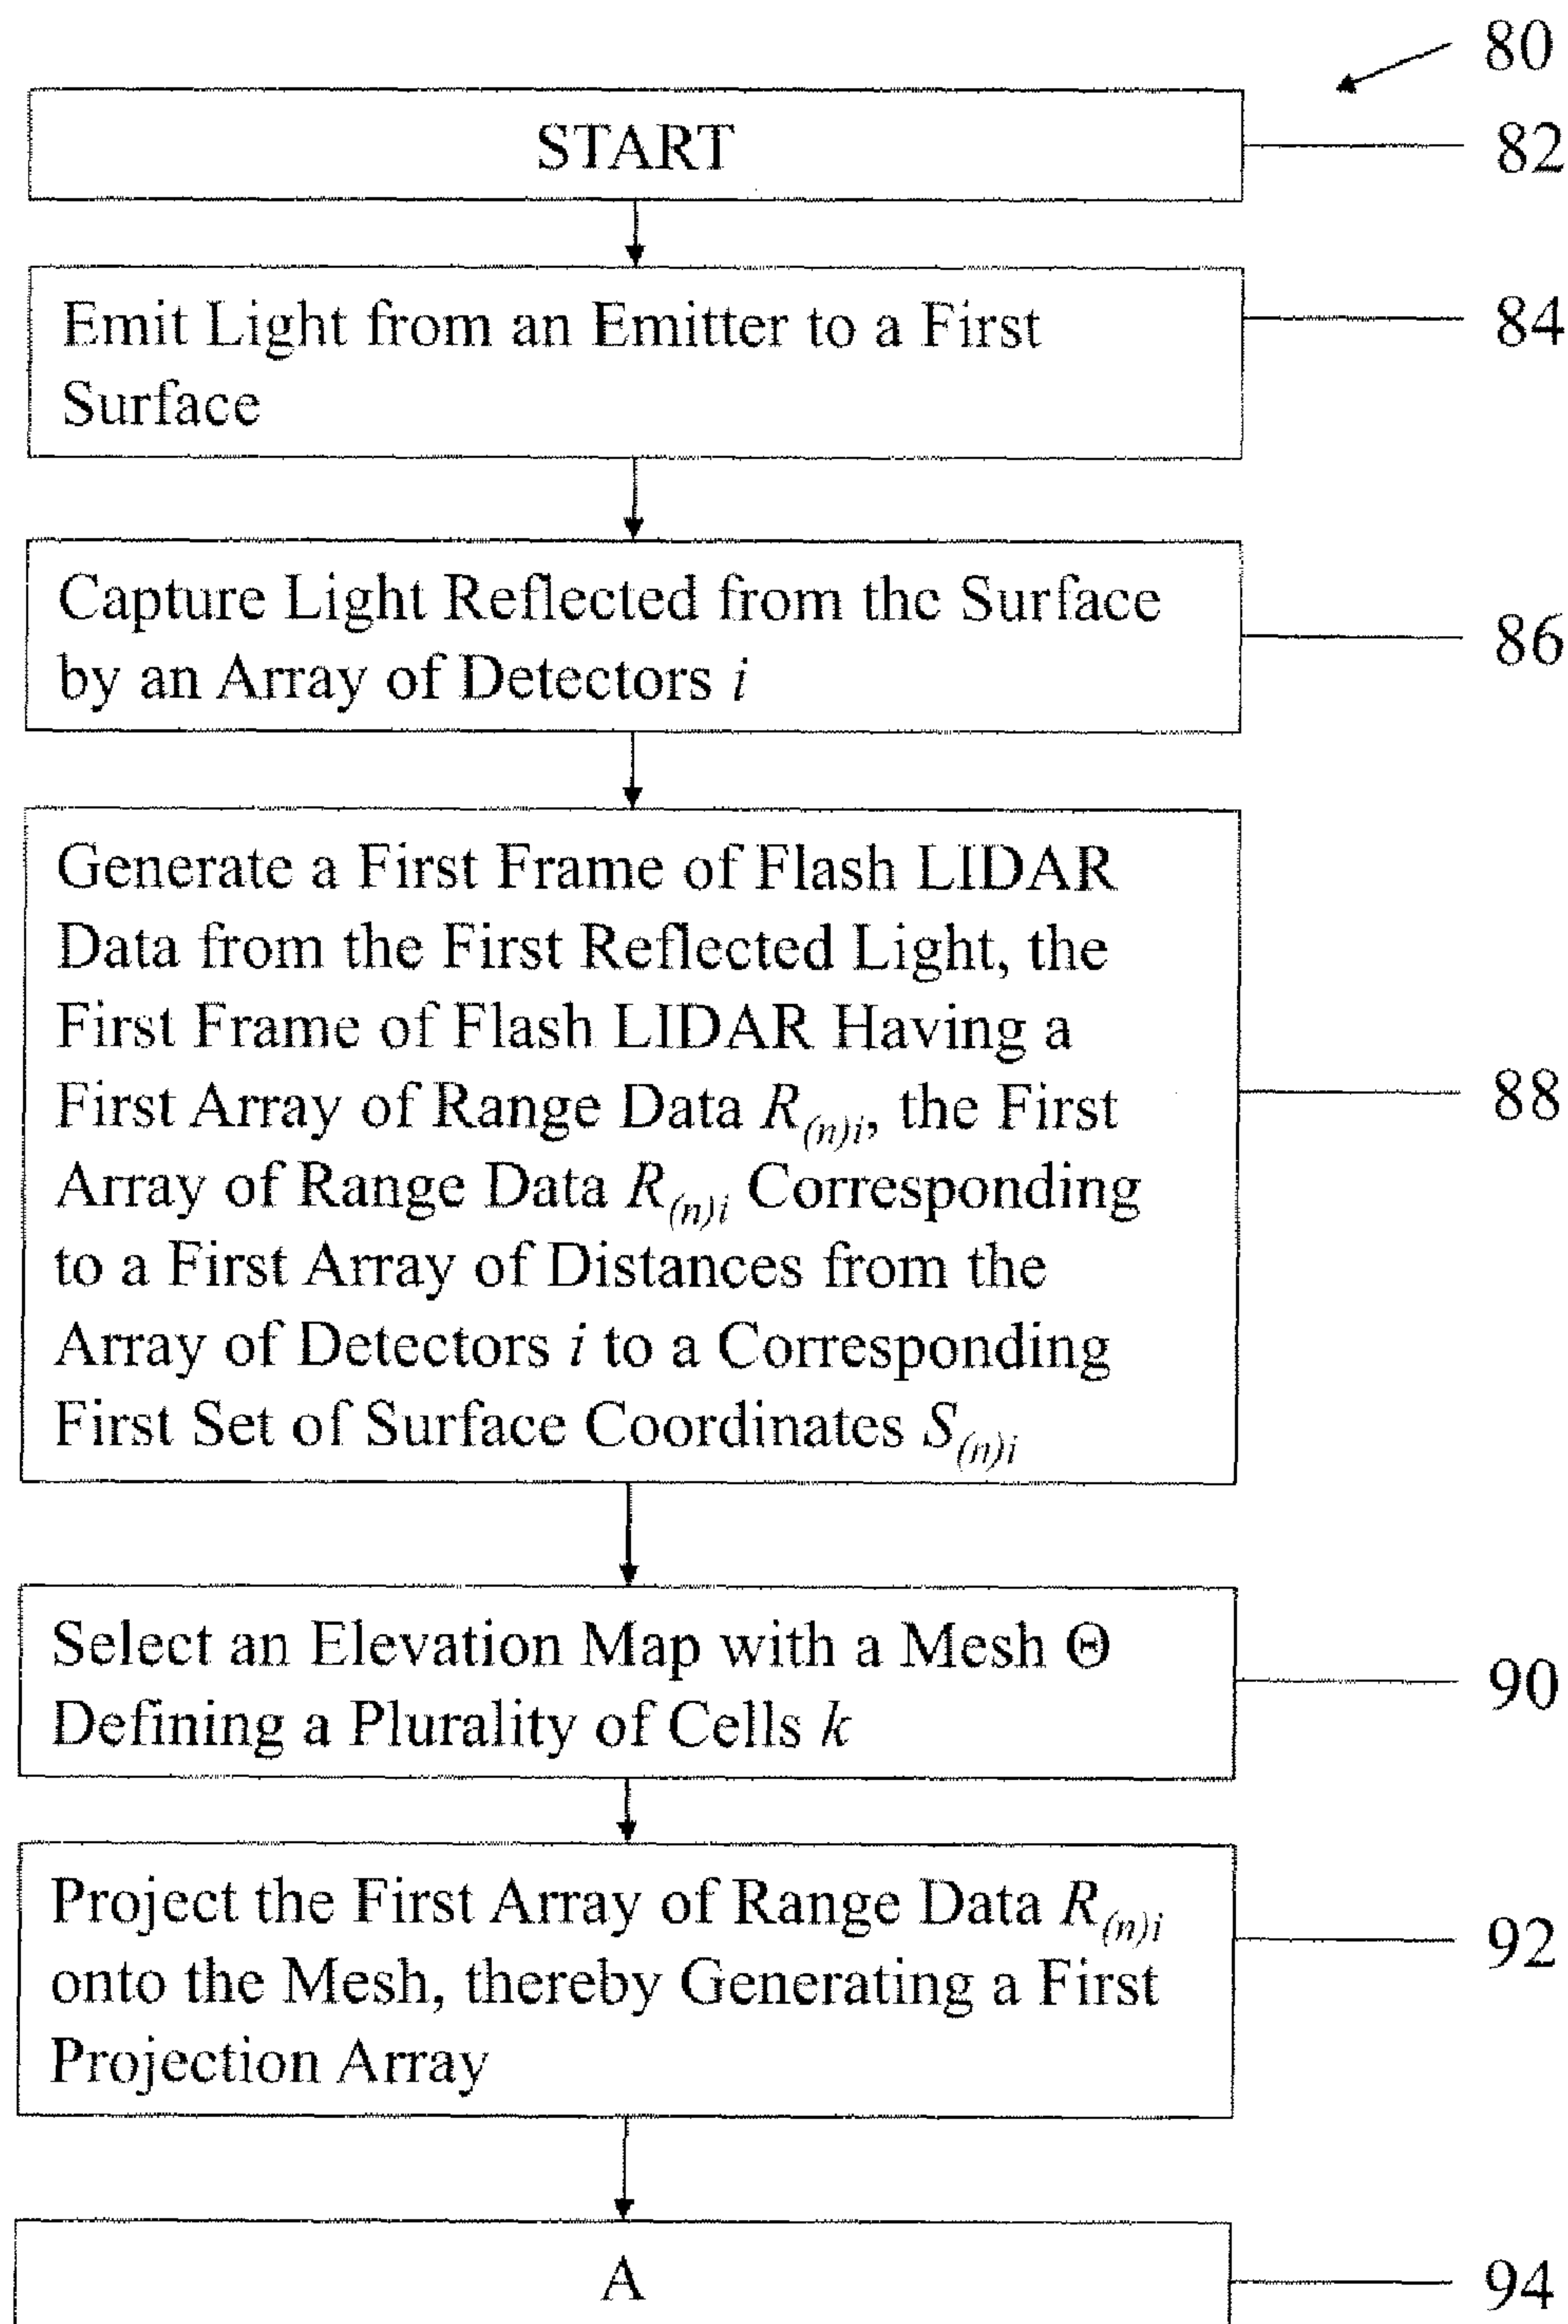 80
START
82
Emit Light from an Emitter to a First
Surface
84
Capture Light Reflected from the Surface
by an Array of Detectors i
86
Generate a First Frame of Flash LIDAR
Data from the First Reflected Light, the
First Frame of Flash LIDAR Having a
First Array of Range Data R(n)i, the First
Array of Range Data R(n)i Corresponding
to a First Array of Distances from the
Array of Detectors i to a Corresponding
First Set of Surface Coordinates S(n)i
88
Select an Elevation Map with a Mesh Θ
Defining a Plurality of Cells k
90
Project the First Array of Range Data R(n)i
onto the Mesh, thereby Generating a First
Projection Array
92
A
94